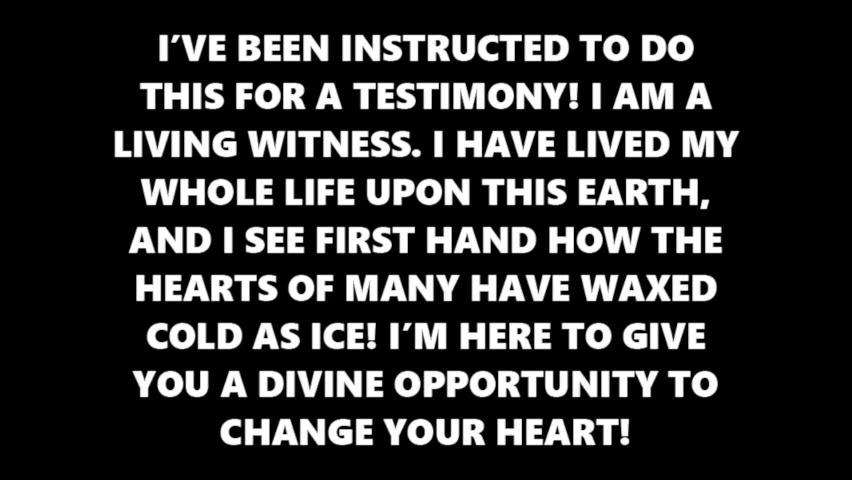 I’VE BEEN INSTRUCTED TO DO
THIS FOR A TESTIMONY! I AM A
LIVING WITNESS. I HAVE LIVED MY
WHOLE LIFE UPON THIS EARTH,
AND I SEE FIRST HAND HOW THE
HEARTS OF MANY HAVE WAXED
COLD AS ICE! I’M HERE TO GIVE
YOU A DIVINE OPPORTUNITY TO
CHANGE YOUR HEART!